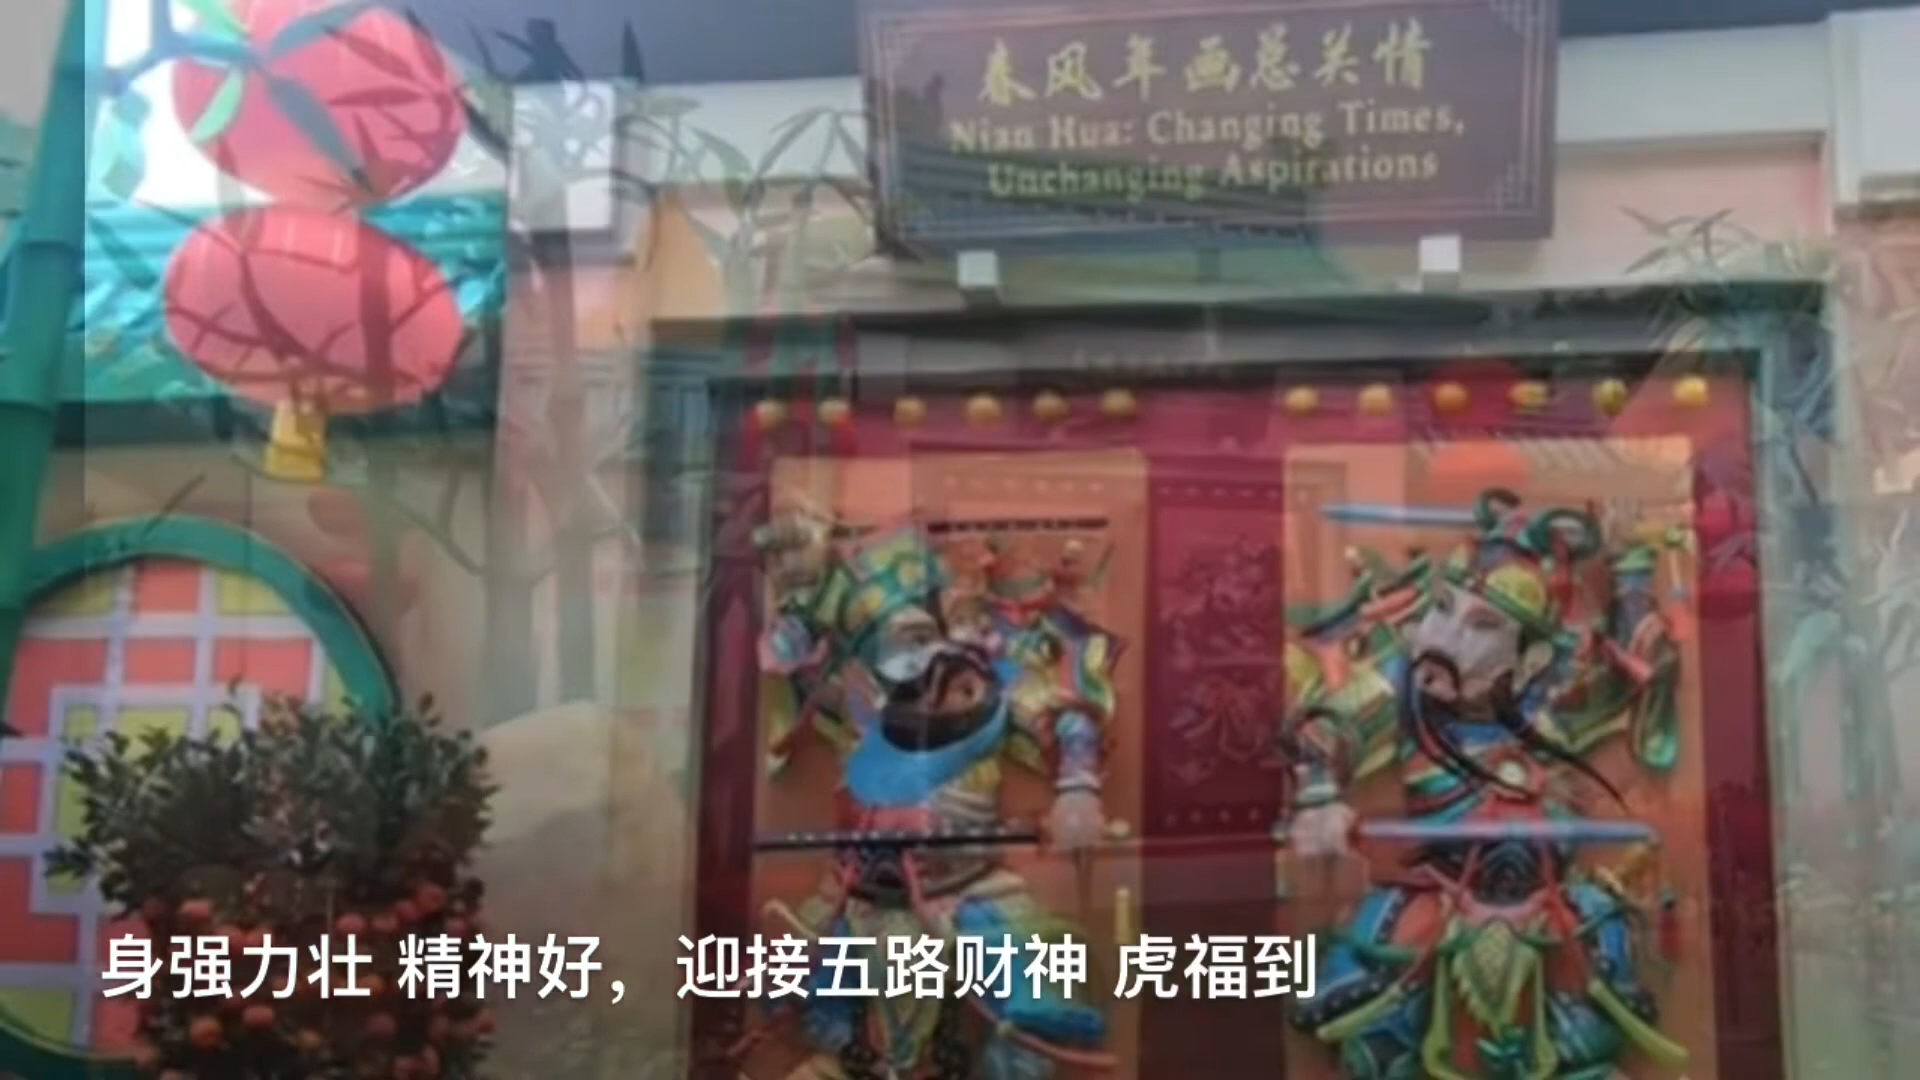 春风年画总关情
Nian Hua: Changing Times,
Unchanging Aspirations
身强力壮 精神好，迎接五路财神 虎福到